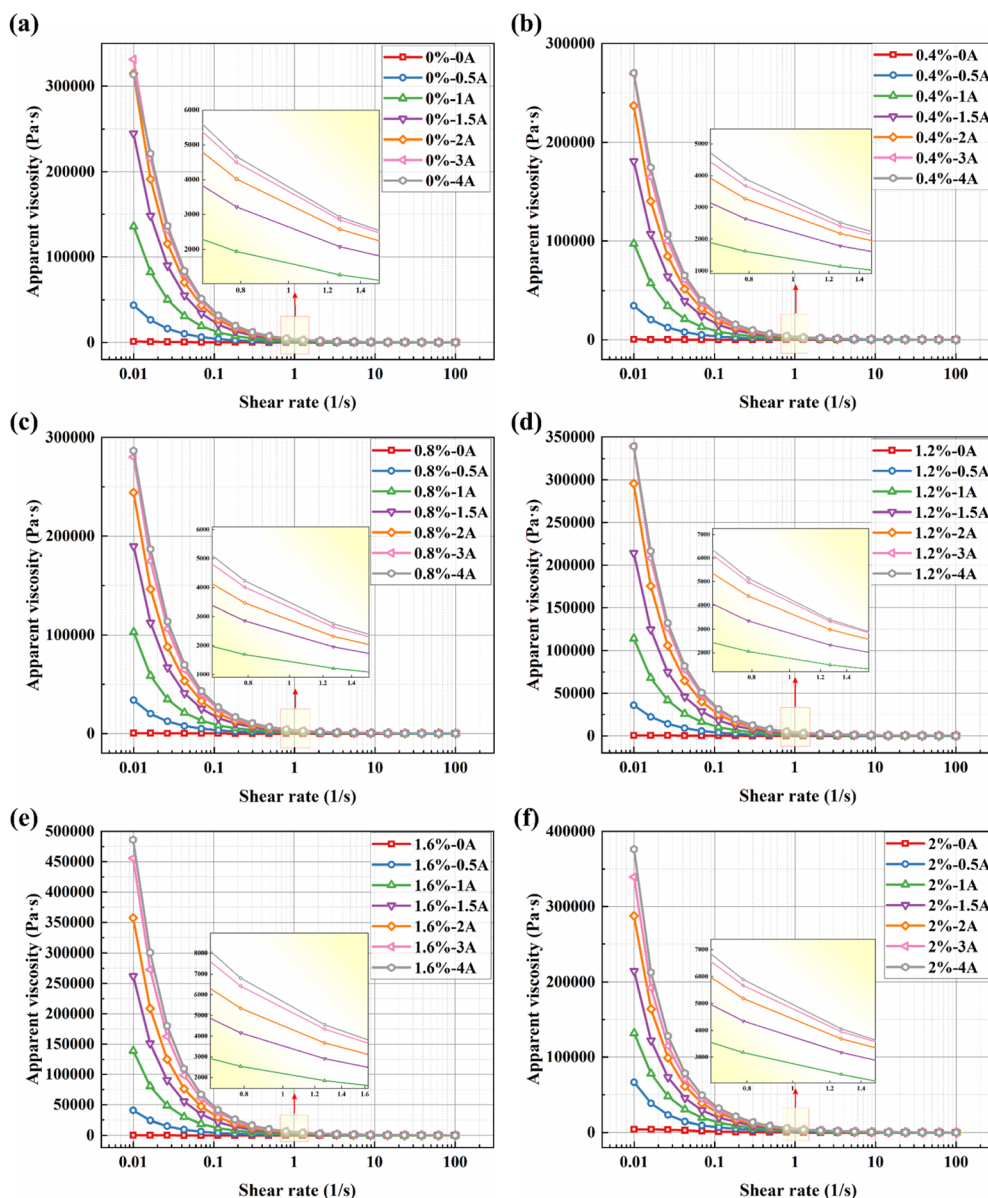 (a)
Apparent viscosity (Pa·s)
300000
250000
200000
150000
100000
50000
0
0%-0A
0%-0.5A
0%-1A
0%-1.5A
0%-2A
0%-3A
0%-4A
6000
5000
4000
3000
2000
0.8 1 1.2 1.4
0.01 0.1 1 10 100
Shear rate (1/s)
(b)
Apparent viscosity (Pa·s)
300000
200000
100000
0
0.4%-0A
0.4%-0.5A
0.4%-1A
0.4%-1.5A
0.4%-2A
0.4%-3A
0.4%-4A
5000
4000
3000
2000
1000
0.8 1 1.2 1.4
0.01 0.1 1 10 100
Shear rate (1/s)
(c)
Apparent viscosity (Pa·s)
300000
200000
100000
0
0.8%-0A
0.8%-0.5A
0.8%-1A
0.8%-1.5A
0.8%-2A
0.8%-3A
0.8%-4A
6000
5000
4000
3000
2000
1000
0.8 1 1.2 1.4
0.01 0.1 1 10 100
Shear rate (1/s)
(d)
Apparent viscosity (Pa·s)
350000
300000
250000
200000
150000
100000
50000
0
1.2%-0A
1.2%-0.5A
1.2%-1A
1.2%-1.5A
1.2%-2A
1.2%-3A
1.2%-4A
7000
6000
5000
4000
3000
2000
0.8 1 1.2 1.4
0.01 0.1 1 10 100
Shear rate (1/s)
(e)
Apparent viscosity (Pa·s)
500000
450000
400000
350000
300000
250000
200000
150000
100000
50000
0
1.6%-0A
1.6%-0.5A
1.6%-1A
1.6%-1.5A
1.6%-2A
1.6%-3A
1.6%-4A
8000
7000
6000
5000
4000
3000
2000
0.8 1 1.2 1.4 1.6
0.01 0.1 1 10 100
Shear rate (1/s)
(f)
Apparent viscosity (Pa·s)
400000
300000
200000
100000
0
2%-0A
2%-0.5A
2%-1A
2%-1.5A
2%-2A
2%-3A
2%-4A
7000
6000
5000
4000
3000
0.8 1 1.2 1.4
0.01 0.1 1 10 100
Shear rate (1/s)